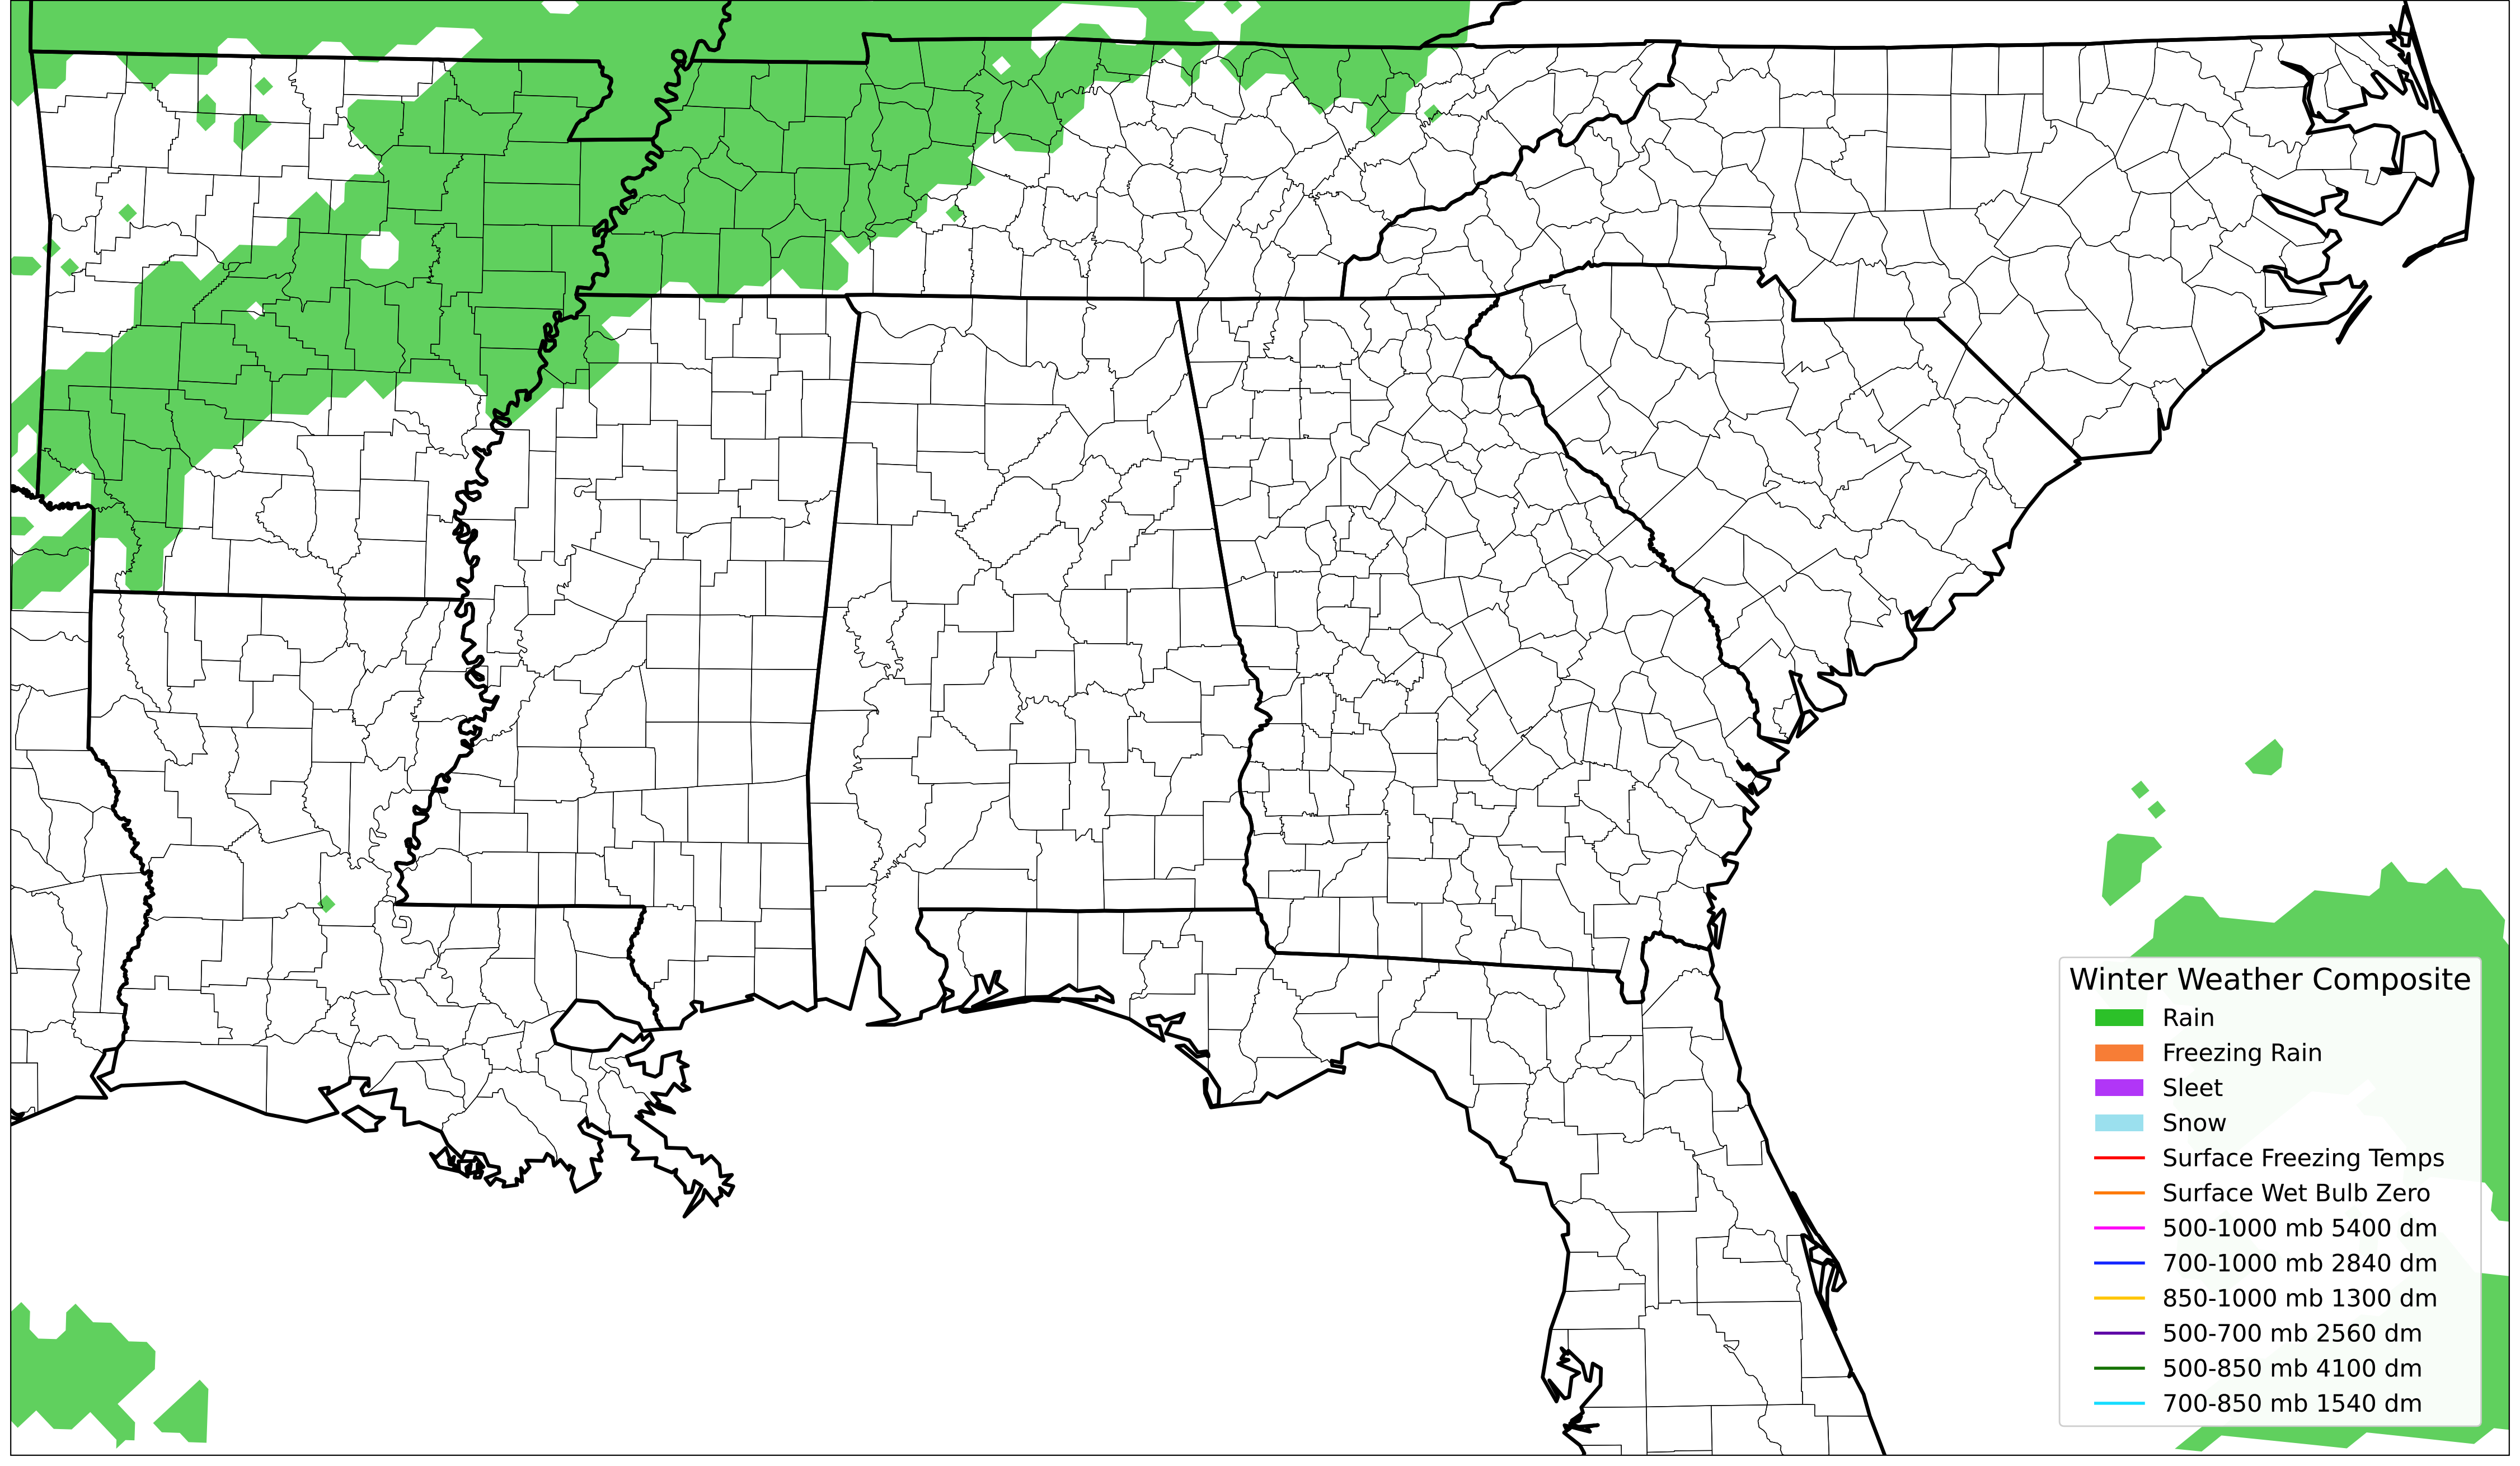 Winter Weather Composite
Rain
Freezing Rain
Sleet
Snow
Surface Freezing Temps
Surface Wet Bulb Zero
500-1000 mb 5400 dm
700-1000 mb 2840 dm
850-1000 mb 1300 dm
500-700 mb 2560 dm
500-850 mb 4100 dm
700-850 mb 1540 dm